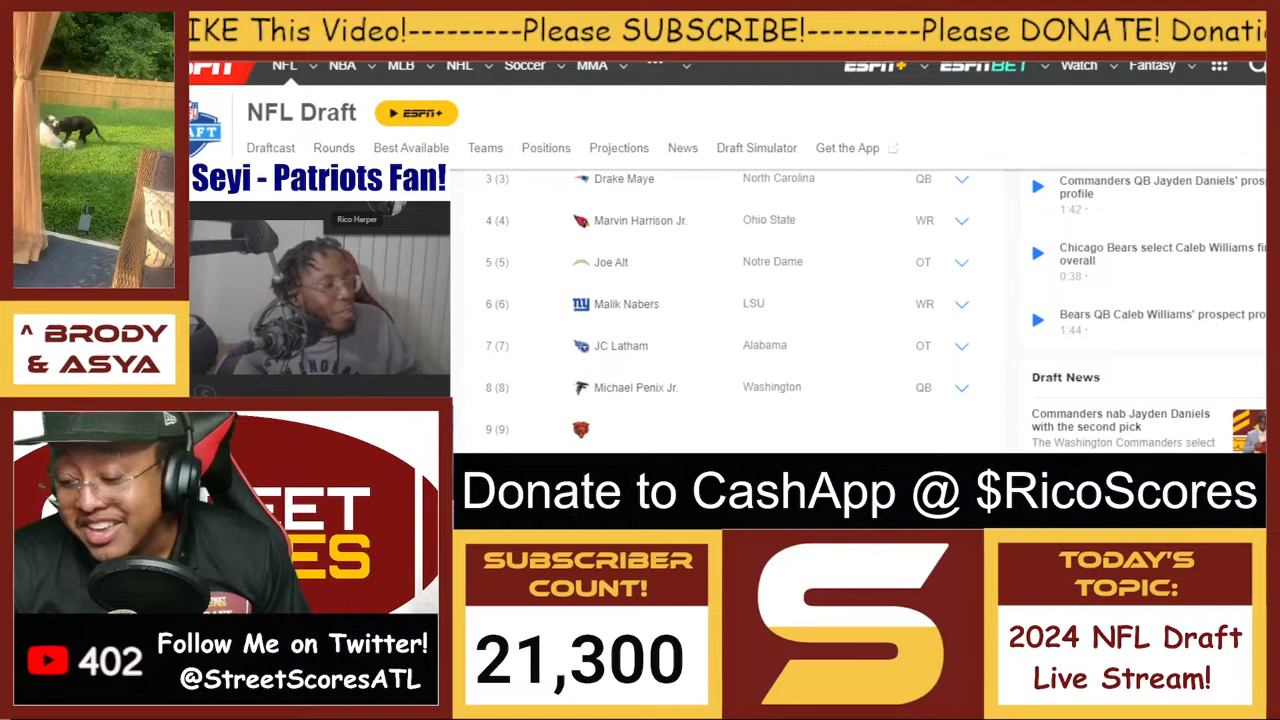 IKE This Video!---------Please SUBSCRIBE!---------Please DONATE! Donati
NFL NBA MLB NHL Soccer MMA ... ESPN+ ESPNBET Watch Fantasy
NFL Draft ESPN+
Draftcast Rounds Best Available Teams Positions Projections News Draft Simulator Get the App
Seyi - Patriots Fan!
Rico Harper
3 (3) Drake Maye North Carolina QB
4 (4) Marvin Harrison Jr. Ohio State WR
5 (5) Joe Alt Notre Dame OT
6 (6) NY Malik Nabers LSU WR
7 (7) JC Latham Alabama OT
8 (8) Michael Penix Jr. Washington QB
9 (9)
Commanders QB Jayden Daniels' prosp
profile
1:42 ·
Chicago Bears select Caleb Williams fi
overall
0:38 ·
Bears QB Caleb Williams' prospect pro
1:44 ·
Draft News
Commanders nab Jayden Daniels
with the second pick
The Washington Commanders select
^ BRODY
& ASYA
Donate to CashApp @ $RicoScores
402
Follow Me on Twitter!
@StreetScoresATL
SUBSCRIBER
COUNT!
21,300
S
TODAY'S
TOPIC:
2024 NFL Draft
Live Stream!